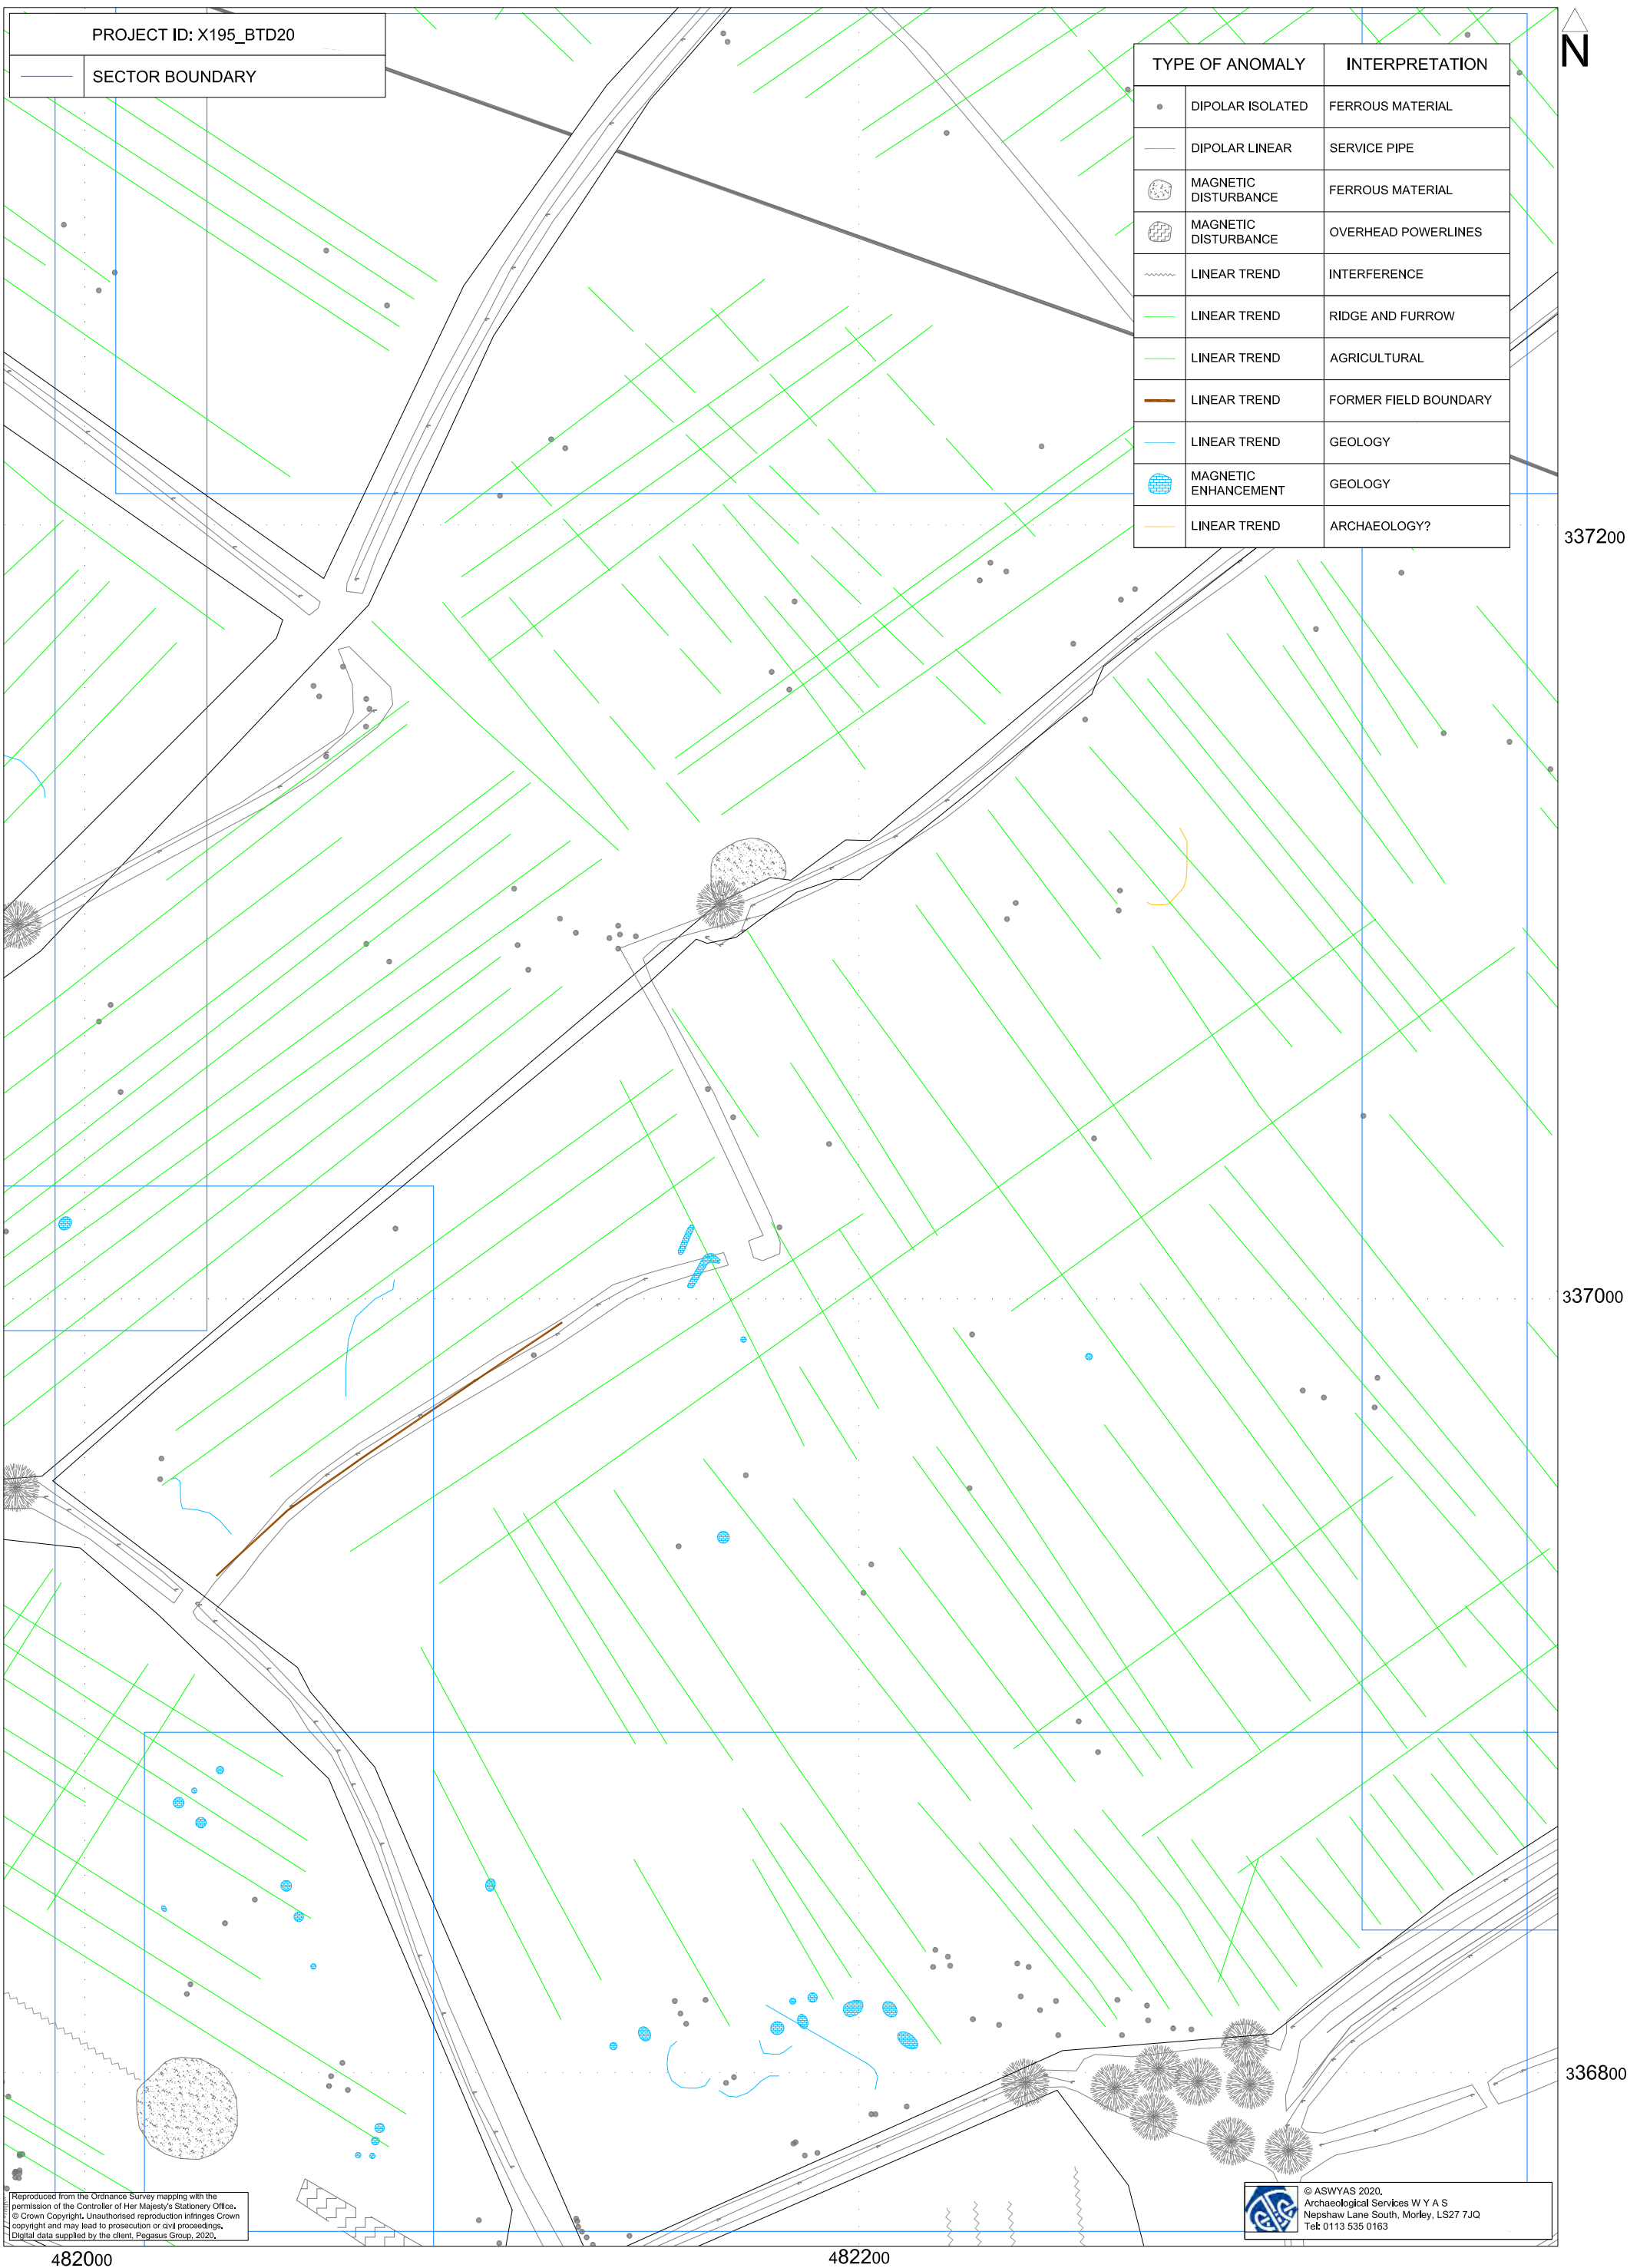 PROJECT ID: X195_BTD20
SECTOR BOUNDARY
N
TYPE OF ANOMALY INTERPRETATION
DIPOLAR ISOLATED FERROUS MATERIAL
DIPOLAR LINEAR SERVICE PIPE
MAGNETIC
DISTURBANCE FERROUS MATERIAL
MAGNETIC
DISTURBANCE OVERHEAD POWERLINES
LINEAR TREND INTERFERENCE
LINEAR TREND RIDGE AND FURROW
LINEAR TREND AGRICULTURAL
LINEAR TREND FORMER FIELD BOUNDARY
LINEAR TREND GEOLOGY
MAGNETIC
ENHANCEMENT GEOLOGY
LINEAR TREND ARCHAEOLOGY?
337200
337000
336800
Reproduced from the Ordnance Survey mapping with the
permission of the Controller of Her Majesty's Stationery Office.
© Crown Copyright. Unauthorised reproduction infringes Crown
copyright and may lead to prosecution or civil proceedings.
Digital data supplied by the client, Pegasus Group, 2020.
© ASWYAS 2020.
Archaeological Services W Y A S
Nepshaw Lane South, Morley, LS27 7JQ
Tel: 0113 535 0163
482000
482200